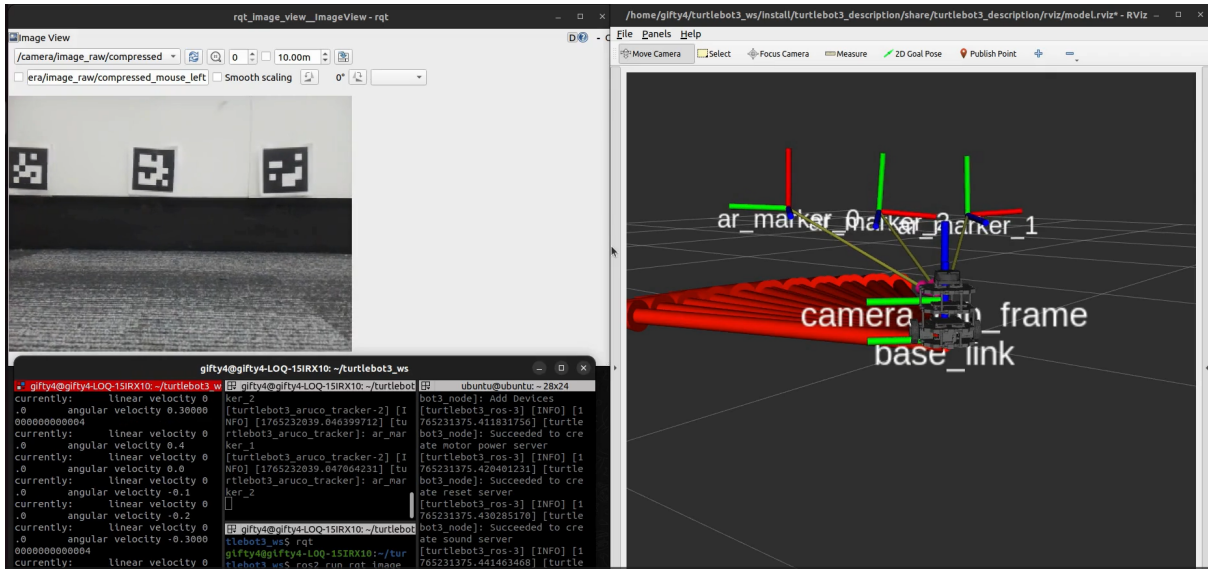 rqt_image_view__ImageView - rqt
Image View
D
- C
/camera/image_raw/compressed
0
10.00m
era/image_raw/compressed_mouse_left
Smooth scaling
0°
/home/gifty4/turtlebot3_ws/install/turtlebot3_description/share/turtlebot3_description/rviz/model.rviz* - RViz
File Panels Help
Move Camera Select Focus Camera Measure 2D Goal Pose Publish Point
ar_marker_1
base_link
gifty4@gifty4-LOQ-15IRX10: ~/turtlebot3_ws
gifty4@gifty4-LOQ-15IRX10: ~/turtlebot3_w
currently: linear velocity 0
.0 angular velocity 0.30000
000000000004
currently: linear velocity 0
.0 angular velocity 0.4
currently: linear velocity 0
.0 angular velocity 0.0
currently: linear velocity 0
.0 angular velocity -0.1
currently: linear velocity 0
.0 angular velocity -0.2
currently: linear velocity 0
.0 angular velocity -0.3000
0000000000004
currently: linear velocity 0
gifty4@gifty4-LOQ-15IRX10: ~/turtlebot
ker_2
[turtlebot3_aruco_tracker-2] [I
NFO] [1765232039.046399712] [tu
rtlebot3_aruco_tracker]: ar_mar
ker_1
[turtlebot3_aruco_tracker-2] [I
NFO] [1765232039.047064231] [tu
rtlebot3_aruco_tracker]: ar_mar
ker_2
gifty4@gifty4-LOQ-15IRX10: ~/turtlebot
tlebot3_ws$ rqt
gifty4@gifty4-LOQ-15IRX10:~/tur
tlebot3_ws$ ros2 run rqt_image_
ubuntu@ubuntu: ~ 28x24
bot3_node]: Add Devices
[turtlebot3_ros-3] [INFO] [1
765231375.411831756] [turtle
bot3_node]: Succeeded to cre
ate motor power server
[turtlebot3_ros-3] [INFO] [1
765231375.420401231] [turtle
bot3_node]: Succeeded to cre
ate reset server
[turtlebot3_ros-3] [INFO] [1
765231375.430285170] [turtle
bot3_node]: Succeeded to cre
ate sound server
[turtlebot3_ros-3] [INFO] [1
765231375.441463468] [turtle